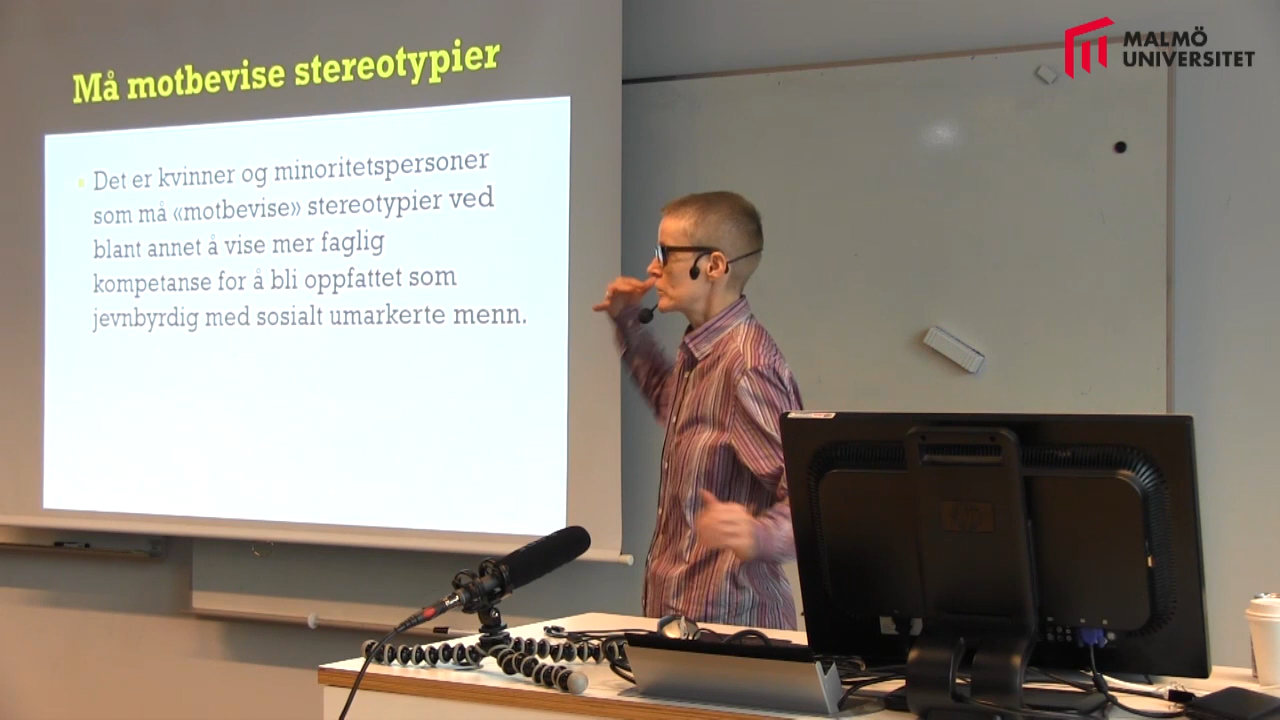 Må motbevise stereotypier
Det er kvinner og minoritetspersoner
som må «motbevise» stereotypier ved
blant annet å vise mer faglig
kompetanse for å bli oppfattet som
jevnbyrdig med sosialt umarkerte menn.
MALMÖ
UNIVERSITET
hp